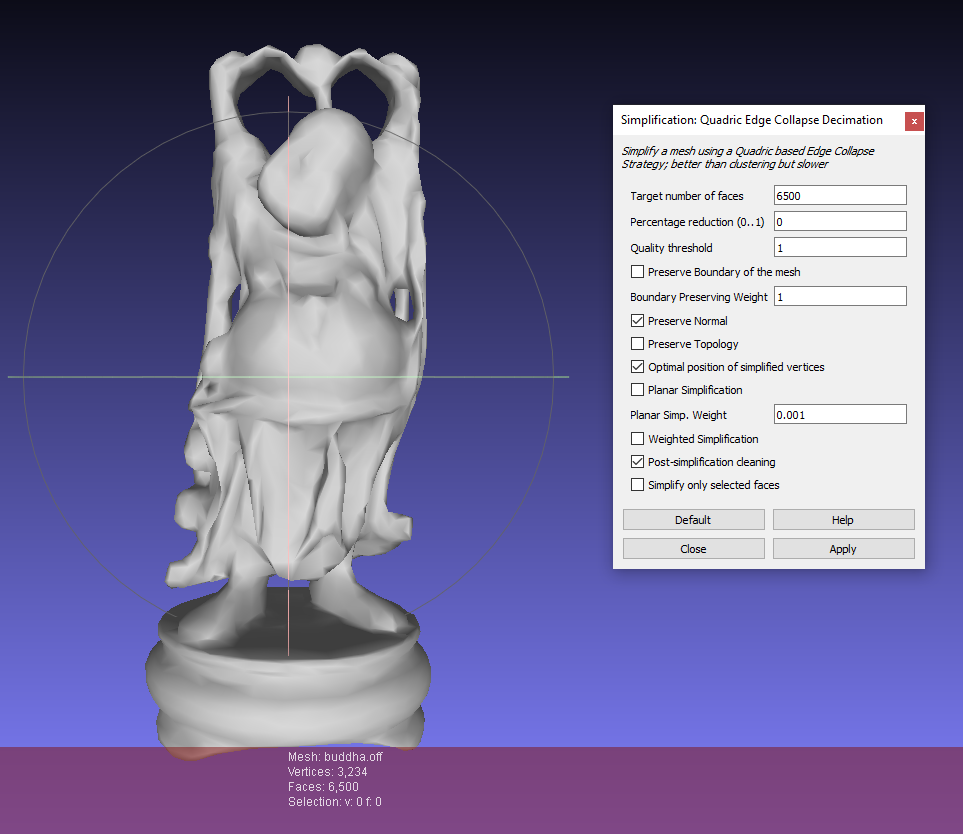 Simplification: Quadric Edge Collapse Decimation
x
Simplify a mesh using a Quadric based Edge Collapse
Strategy; better than clustering but slower
Target number of faces 6500
Percentage reduction (0..1) 0
Quality threshold 1
Preserve Boundary of the mesh
Boundary Preserving Weight 1
Preserve Normal
Preserve Topology
Optimal position of simplified vertices
Planar Simplification
Planar Simp. Weight 0.001
Weighted Simplification
Post-simplification cleaning
Simplify only selected faces
Default Help
Close Apply
Mesh: buddha.off
Vertices: 3,234
Faces: 6,500
Selection: v: 0 f: 0